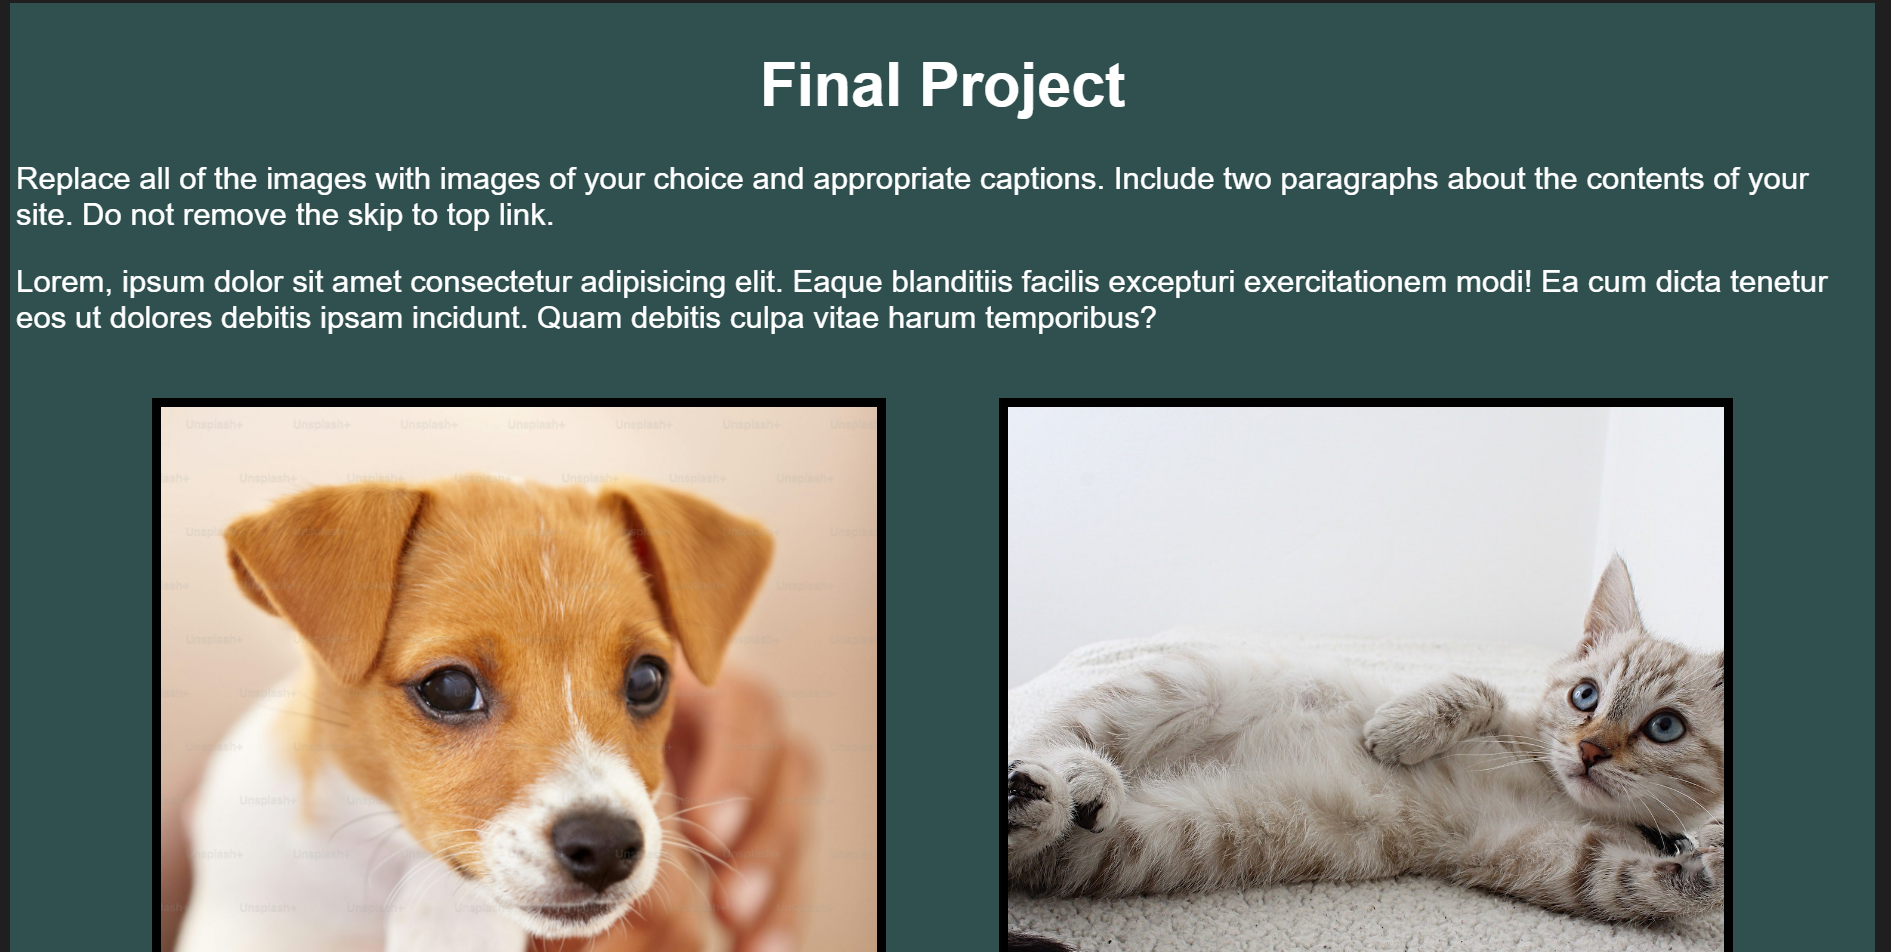 Final Project
Replace all of the images with images of your choice and appropriate captions. Include two paragraphs about the contents of your
site. Do not remove the skip to top link.
Lorem, ipsum dolor sit amet consectetur adipisicing elit. Eaque blanditiis facilis excepturi exercitationem modi! Ea cum dicta tenetur
eos ut dolores debitis ipsam incidunt. Quam debitis culpa vitae harum temporibus?
Unsplash+ Unsplash+ Unsplash+ Unsplash+ Unsplash+ Unsplash+